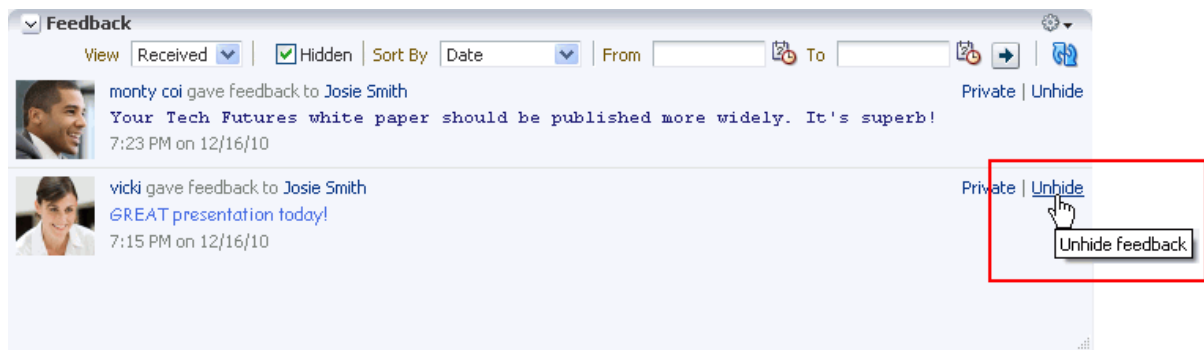 Feedback
View Received Hidden Sort By Date From To
monty coi gave feedback to Josie Smith Private | Unhide
Your Tech Futures white paper should be published more widely. It's superb!
7:23 PM on 12/16/10
vicki gave feedback to Josie Smith Private | Unhide
GREAT presentation today!
7:15 PM on 12/16/10
Unhide feedback